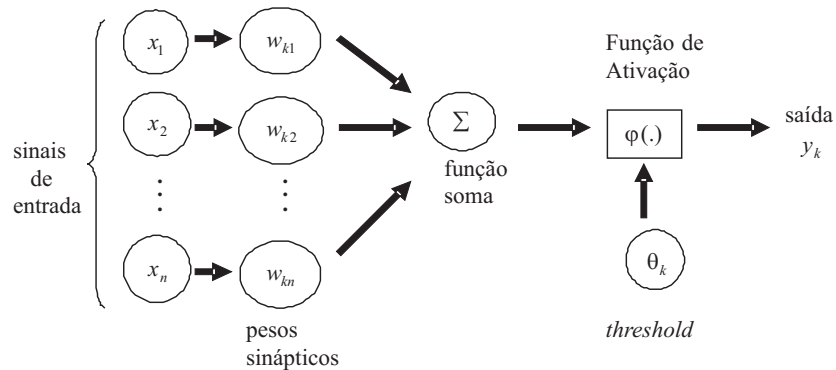 sinais
de
entrada
x1
x2
⋮
xn
wk1
wk2
⋮
wkn
pesos
sinápticos
Σ
função
soma
Função de
Ativação
φ(.)
θk
threshold
saída
yk